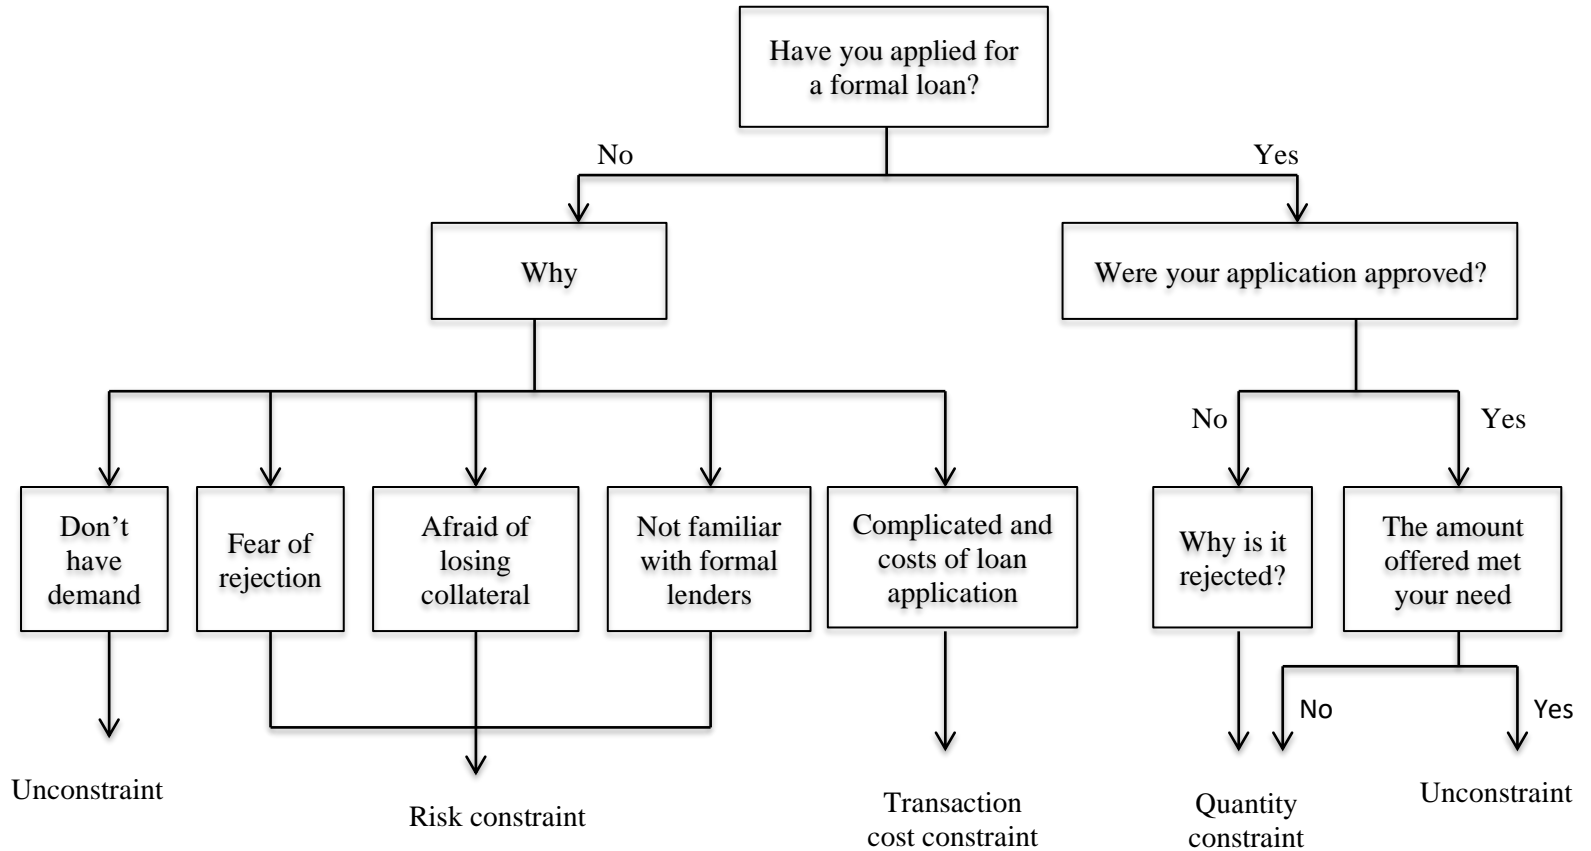 Have you applied for
a formal loan?
No
Yes
Why
Were your application approved?
No
Yes
Don’t
have
demand
Fear of
rejection
Afraid of
losing
collateral
Not familiar
with formal
lenders
Complicated and
costs of loan
application
Why is it
rejected?
The amount
offered met
your need
No
Yes
Unconstraint
Risk constraint
Transaction
cost constraint
Quantity
constraint
Unconstraint